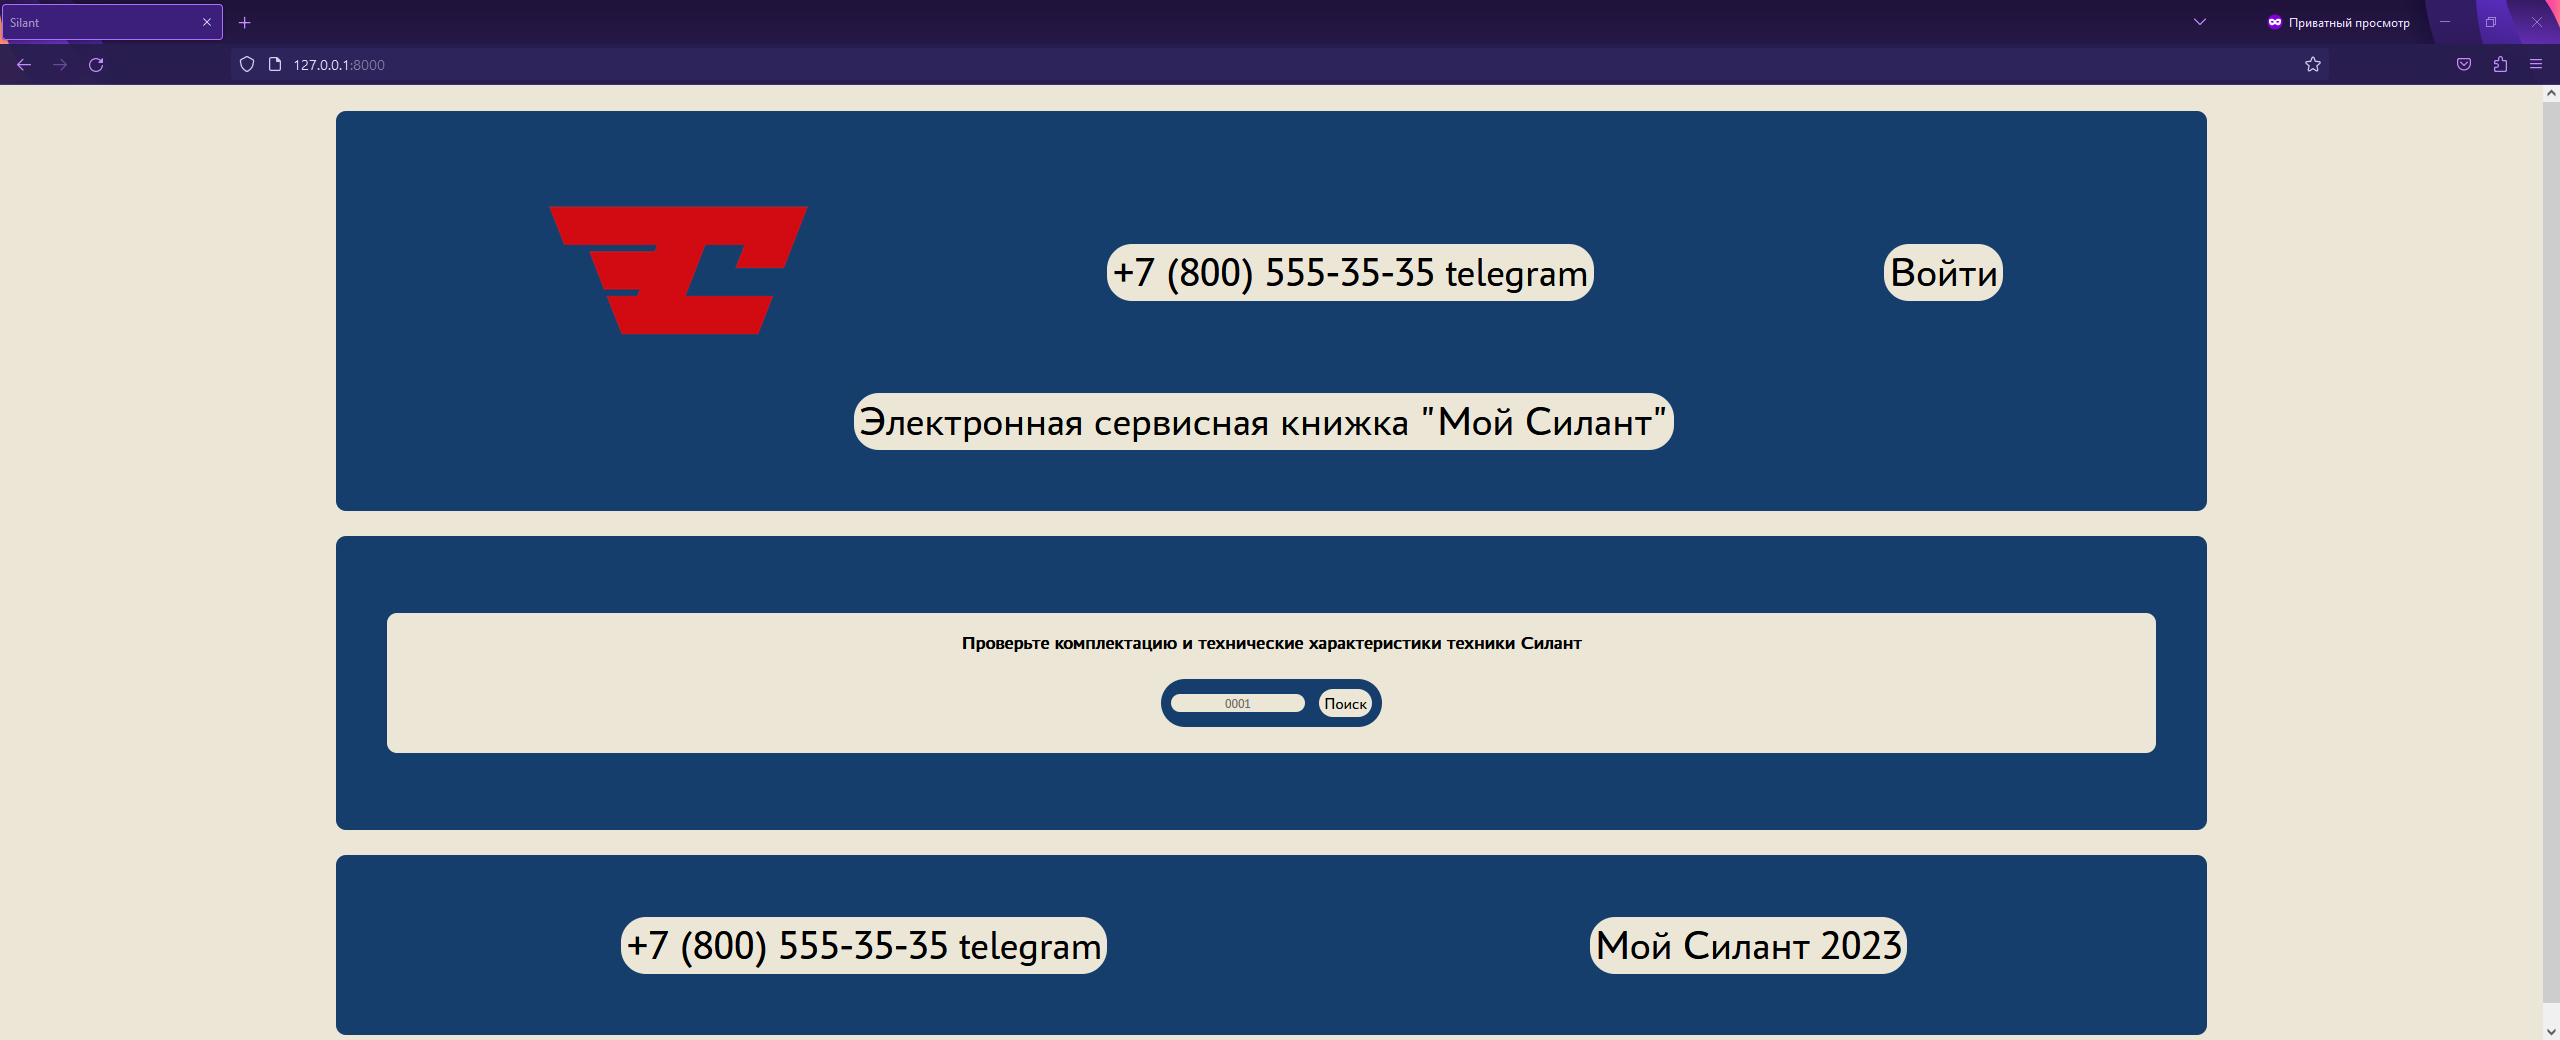 Silant
Приватный просмотр
127.0.0.1:8000
+7 (800) 555-35-35 telegram
Войти
Электронная сервисная книжка "Мой Силант"
Проверьте комплектацию и технические характеристики техники Силант
0001
Поиск
+7 (800) 555-35-35 telegram
Мой Силант 2023